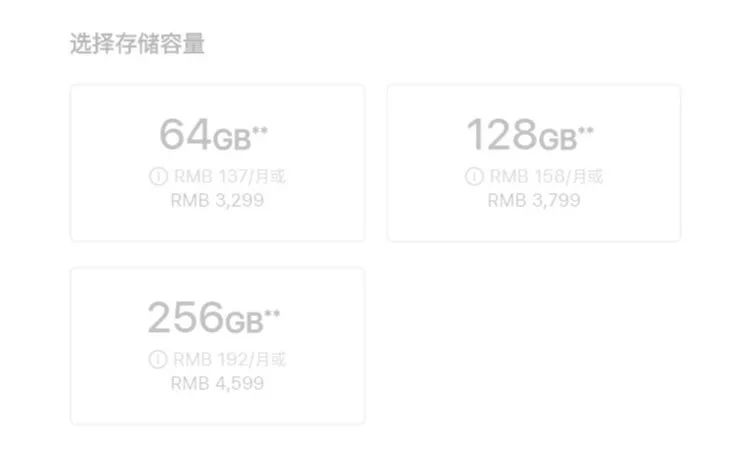 选择存储容量
64GB**
ⓘ RMB 137/月或
RMB 3,299
128GB**
ⓘ RMB 158/月或
RMB 3,799
256GB**
ⓘ RMB 192/月或
RMB 4,599